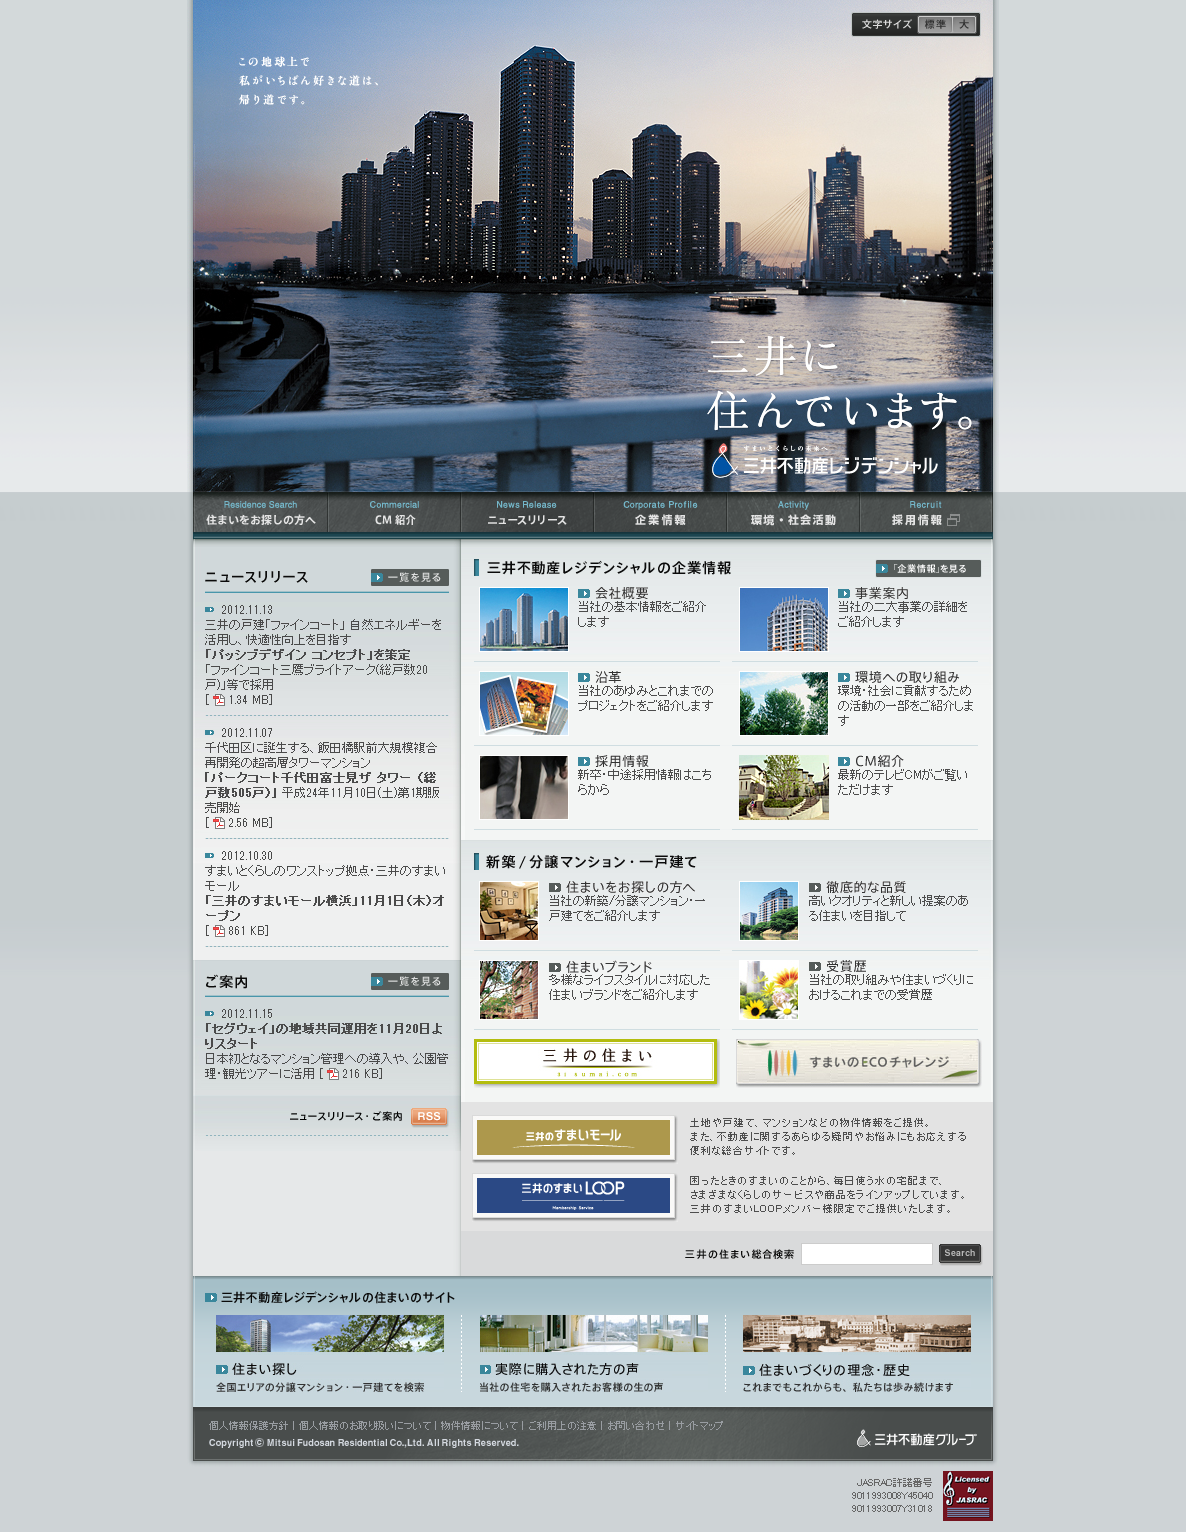 文字サイズ 標準 大
この地球上で
私がいちばん好きな道は、
帰り道です。
三井に
住んでいます。
すまいとくらしの未来へ
三井不動産レジデンシャル
Residence Search
住まいをお探しの方へ
Commercial
CM 紹介
News Release
ニュースリリース
Corporate Profile
企業情報
Activity
環境・社会活動
Recruit
採用情報
ニュースリリース
一覧を見る
2012.11.13
三井の戸建「ファインコート」 自然エネルギーを
活用し、快適性向上を目指す
「パッシブデザイン コンセプト」を策定
「ファインコート三鷹ブライトアーク(総戸数20
戸)」等で採用
[ 1.34 MB]
2012.11.07
千代田区に誕生する、飯田橋駅前大規模複合
再開発の超高層タワーマンション
「パークコート千代田富士見ザ タワー （総
戸数505戸）」 平成24年11月10日(土)第1期販
売開始
[ 2.56 MB]
2012.10.30
すまいとくらしのワンストップ拠点・三井のすまい
モール
「三井のすまいモール横浜」11月1日（木）オ
ープン
[ 861 KB]
ご案内
一覧を見る
2012.11.15
「セグウェイ」の地域共同運用を11月20日よ
りスタート
日本初となるマンション管理への導入や、公園管
理・観光ツアーに活用 [ 216 KB]
ニュースリリース・ご案内 RSS
三井不動産レジデンシャルの企業情報
「企業情報」を見る
会社概要
当社の基本情報をご紹介
します
事業案内
当社の二大事業の詳細を
ご紹介します
沿革
当社のあゆみとこれまでの
プロジェクトをご紹介します
環境への取り組み
環境・社会に貢献するため
の活動の一部をご紹介しま
す
採用情報
新卒・中途採用情報はこち
らから
CM紹介
最新のテレビCMがご覧い
ただけます
新築 / 分譲マンション・一戸建て
住まいをお探しの方へ
当社の新築/分譲マンション・一
戸建てをご紹介します
徹底的な品質
高いクオリティと新しい提案のあ
る住まいを目指して
住まいブランド
多様なライフスタイルに対応した
住まいブランドをご紹介します
受賞歴
当社の取り組みや住まいづくりに
おけるこれまでの受賞歴
三井の住まい
31sumai.com
すまいのECOチャレンジ
三井のすまいモール
土地や戸建て、マンションなどの物件情報をご提供。
また、不動産に関するあらゆる疑問やお悩みにもお応えする
便利な総合サイトです。
三井のすまいLOOP
Membership Service
困ったときのすまいのことから、毎日使う水の宅配まで、
さまざまなくらしのサービスや商品をラインアップしています。
三井のすまいLOOPメンバー様限定でご提供いたします。
三井の住まい総合検索 Search
三井不動産レジデンシャルの住まいのサイト
住まい探し
全国エリアの分譲マンション・一戸建てを検索
実際に購入された方の声
当社の住宅を購入されたお客様の生の声
住まいづくりの理念・歴史
これまでもこれからも、私たちは歩み続けます
個人情報保護方針 | 個人情報のお取り扱いについて | 物件情報について | ご利用上の注意 | お問い合わせ | サイトマップ
Copyright © Mitsui Fudosan Residential Co.,Ltd. All Rights Reserved.
三井不動産グループ
JASRAC許諾番号
9011993008Y45040
9011993007Y31018
Licensed
by
JASRAC